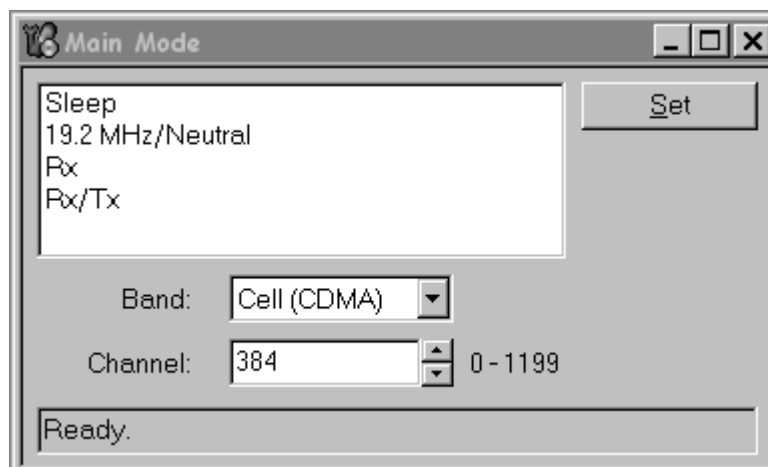 Main Mode
Sleep
Set
19.2 MHz/Neutral
Rx
Rx/Tx
Band: Cell (CDMA)
Channel: 384 0 - 1199
Ready.